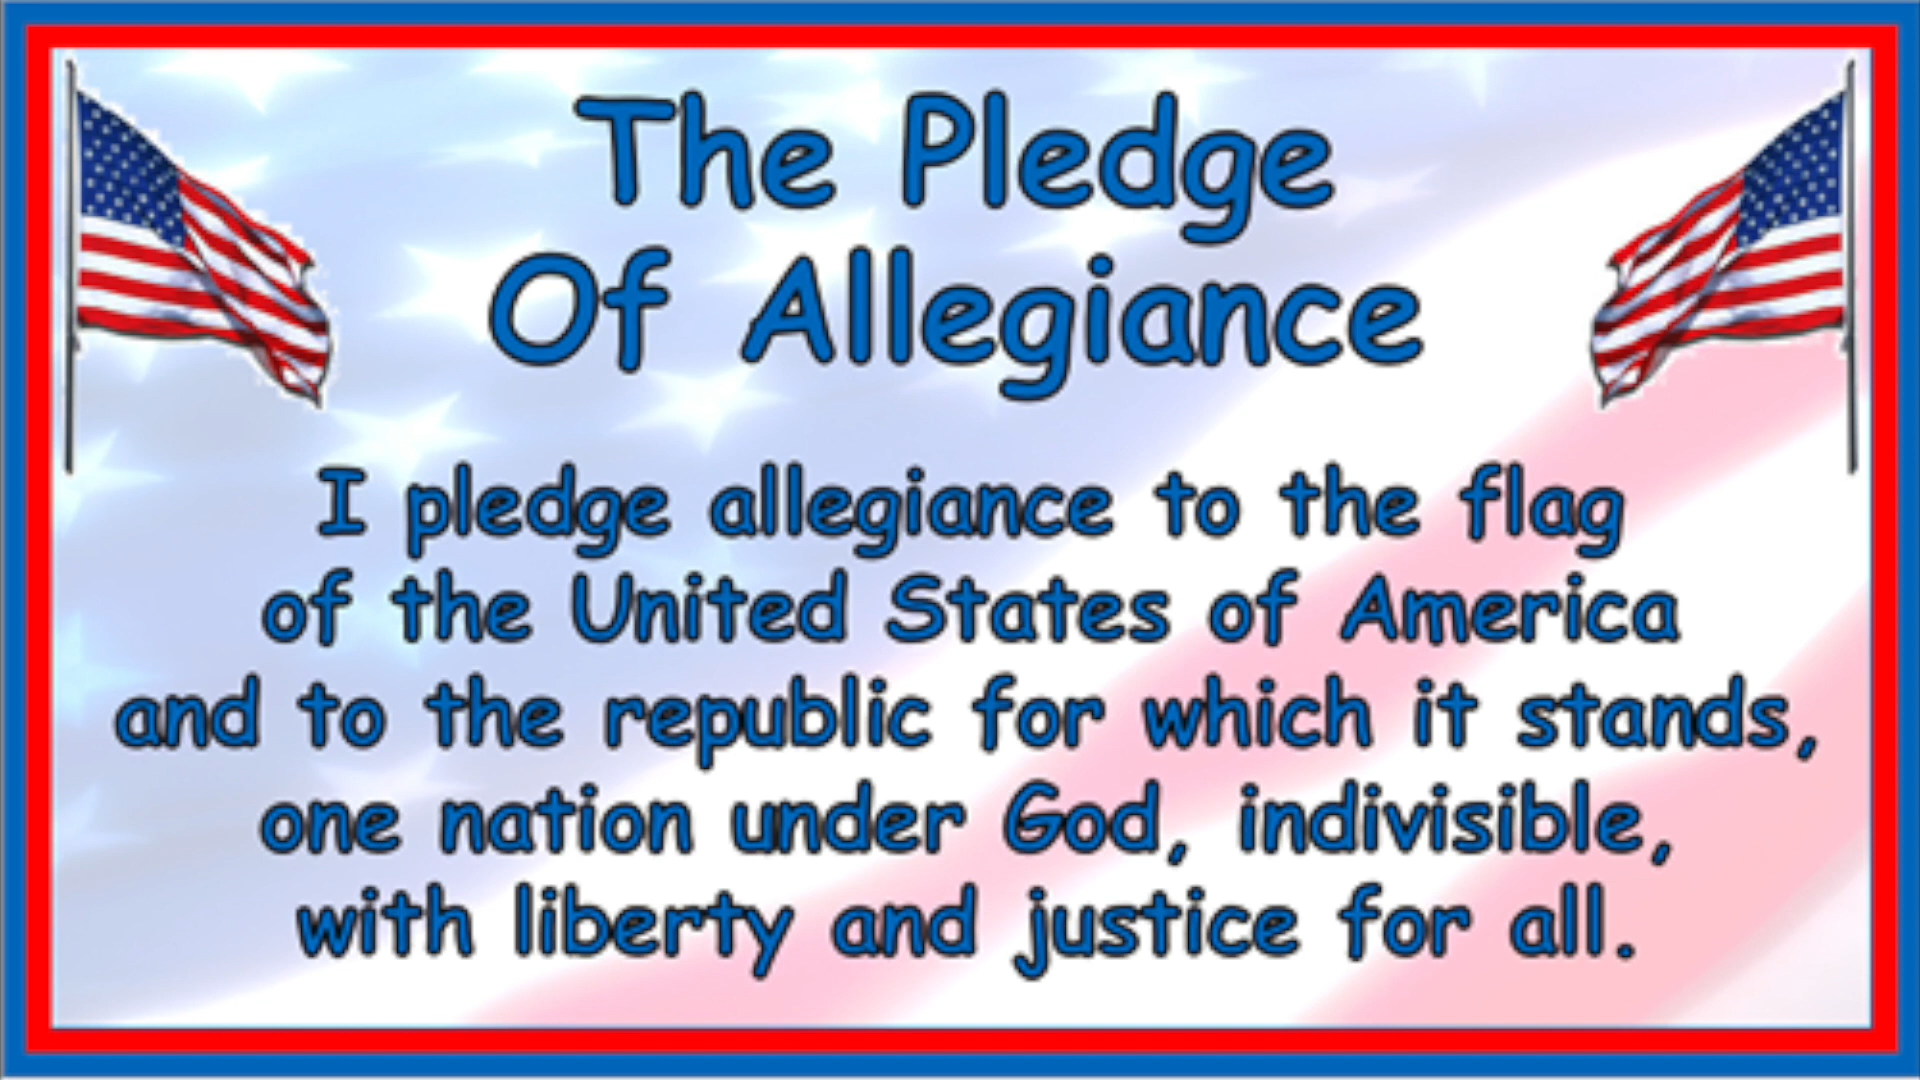 The Pledge
Of Allegiance
I pledge allegiance to the flag
of the United States of America
and to the republic for which it stands,
one nation under God, indivisible,
with liberty and justice for all.